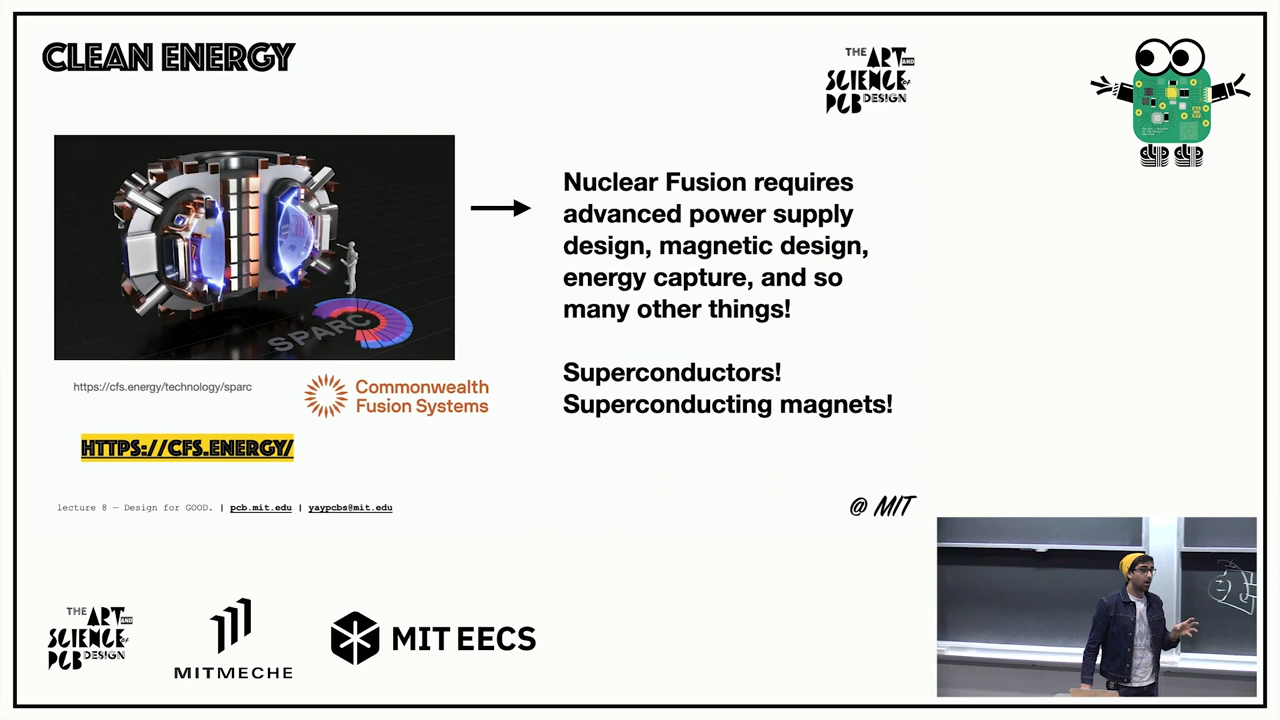 CLEAN ENERGY
THE ART AND
SCIENCE OF
PCB DESIGN
Nuclear Fusion requires
advanced power supply
design, magnetic design,
energy capture, and so
many other things!
SPARC
Superconductors!
Superconducting magnets!
https://cfs.energy/technology/sparc
Commonwealth
Fusion Systems
HTTPS://CFS.ENERGY/
lecture 8 — Design for GOOD. | pcb.mit.edu | yaypcbs@mit.edu
@ MIT
THE ART AND
SCIENCE OF
PCB DESIGN
MITMECHE
MIT EECS